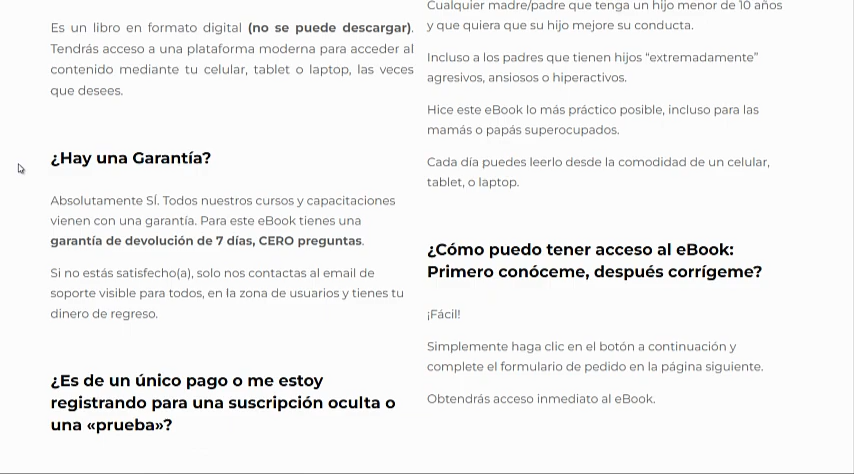 Es un libro en formato digital (no se puede descargar).
Tendrás acceso a una plataforma moderna para acceder al
contenido mediante tu celular, tablet o laptop, las veces
que desees.
¿Hay una Garantía?
Absolutamente SÍ. Todos nuestros cursos y capacitaciones
vienen con una garantía. Para este eBook tienes una
garantía de devolución de 7 días, CERO preguntas.
Si no estás satisfecho(a), solo nos contactas al email de
soporte visible para todos, en la zona de usuarios y tienes tu
dinero de regreso.
¿Es de un único pago o me estoy
registrando para una suscripción oculta o
una «prueba»?
Cualquier madre/padre que tenga un hijo menor de 10 años
y que quiera que su hijo mejore su conducta.
Incluso a los padres que tienen hijos “extremadamente”
agresivos, ansiosos o hiperactivos.
Hice este eBook lo más práctico posible, incluso para las
mamás o papás superocupados.
Cada día puedes leerlo desde la comodidad de un celular,
tablet, o laptop.
¿Cómo puedo tener acceso al eBook:
Primero conóceme, después corrígeme?
¡Fácil!
Simplemente haga clic en el botón a continuación y
complete el formulario de pedido en la página siguiente.
Obtendrás acceso inmediato al eBook.